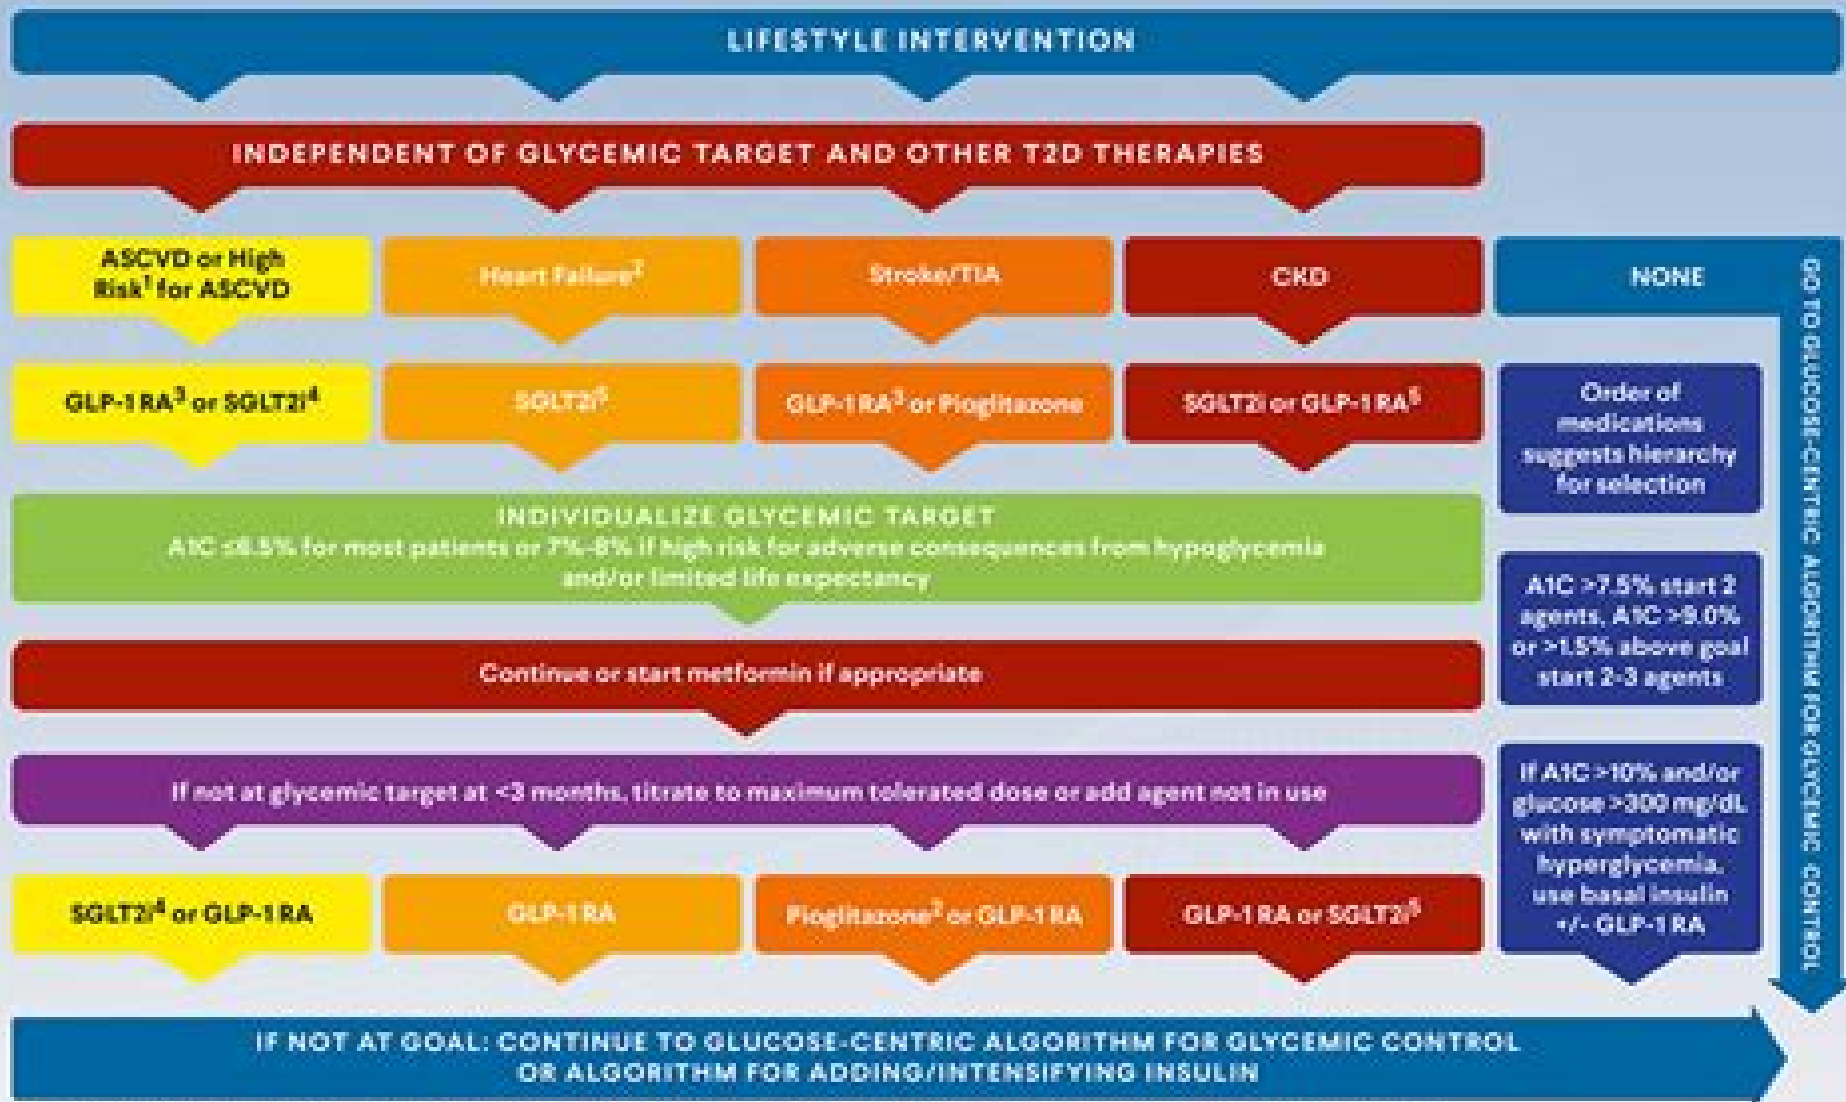 LIFESTYLE INTERVENTION
INDEPENDENT OF GLYCEMIC TARGET AND OTHER T2D THERAPIES
ASCVD or High
Risk¹ for ASCVD
Heart Failure²
Stroke/TIA
CKD
NONE
GLP-1 RA³ or SGLT2i⁴
SGLT2i⁵
GLP-1 RA³ or Pioglitazone
SGLT2i or GLP-1 RA⁵
Order of
medications
suggests hierarchy
for selection
INDIVIDUALIZE GLYCEMIC TARGET
A1C ≤6.5% for most patients or 7%-8% if high risk for adverse consequences from hypoglycemia
and/or limited life expectancy
A1C >7.5% start 2
agents, A1C >9.0%
or >1.5% above goal
start 2-3 agents
Continue or start metformin if appropriate
If not at glycemic target at <3 months, titrate to maximum tolerated dose or add agent not in use
If A1C >10% and/or
glucose >300 mg/dL
with symptomatic
hyperglycemia,
use basal insulin
+/- GLP-1 RA
SGLT2i⁴ or GLP-1 RA
GLP-1 RA
Pioglitazone² or GLP-1 RA
GLP-1 RA or SGLT2i⁵
GO TO GLUCOSE-CENTRIC ALGORITHM FOR GLYCEMIC CONTROL
IF NOT AT GOAL: CONTINUE TO GLUCOSE-CENTRIC ALGORITHM FOR GLYCEMIC CONTROL
OR ALGORITHM FOR ADDING/INTENSIFYING INSULIN